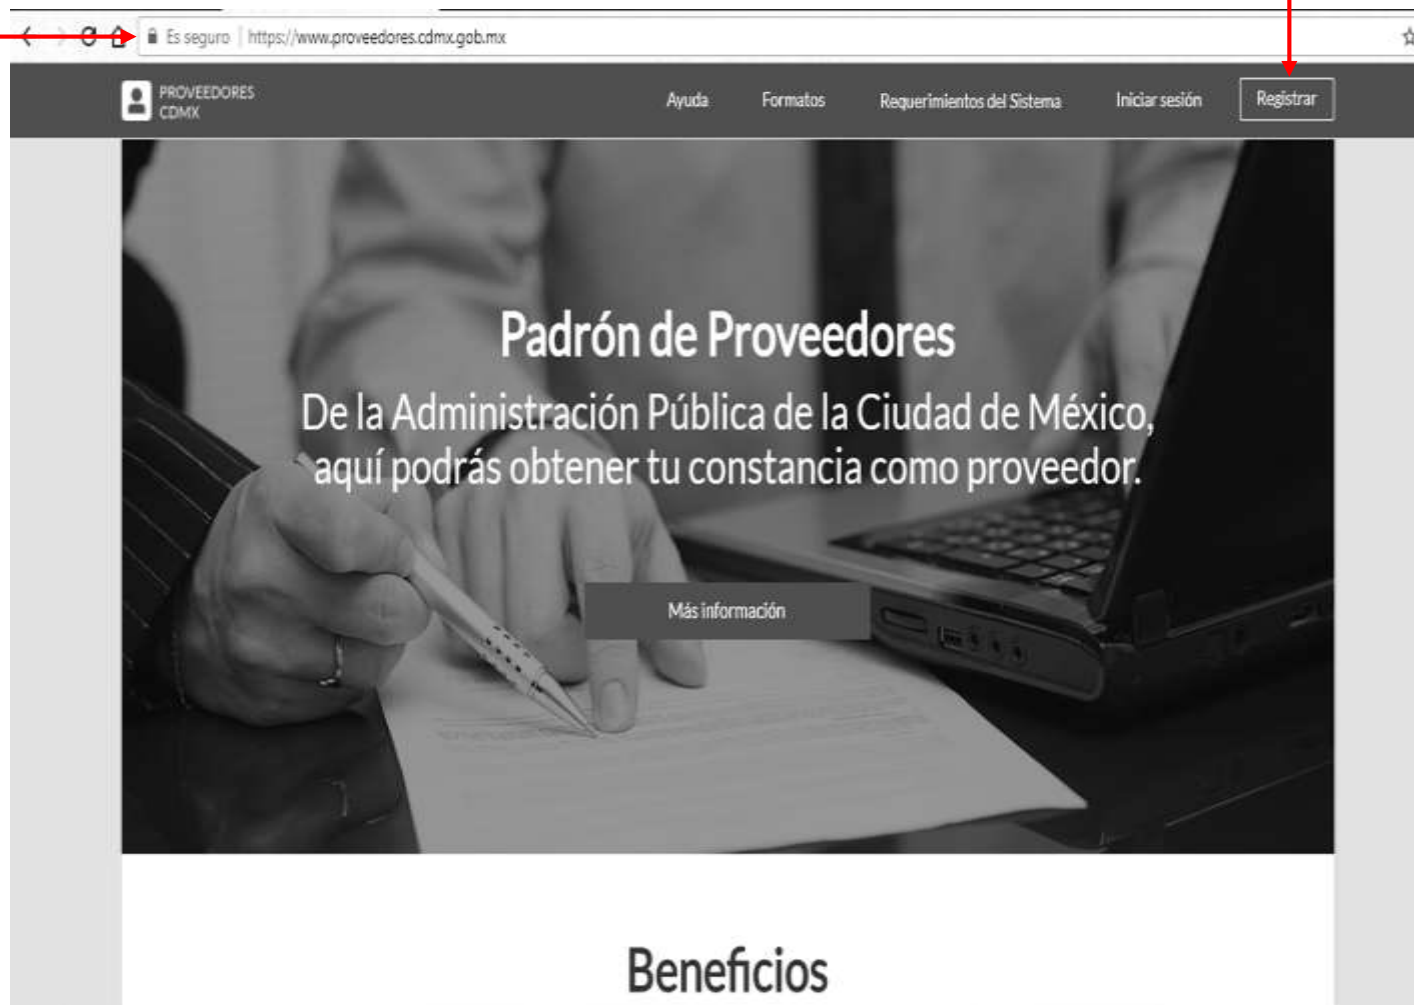 Es seguro | https://www.proveedores.cdmx.gob.mx
PROVEEDORES
CDMX
Ayuda
Formatos
Requerimientos del Sistema
Iniciar sesión
Registrar
Padrón de Proveedores
De la Administración Pública de la Ciudad de México,
aquí podrás obtener tu constancia como proveedor.
Más información
Beneficios